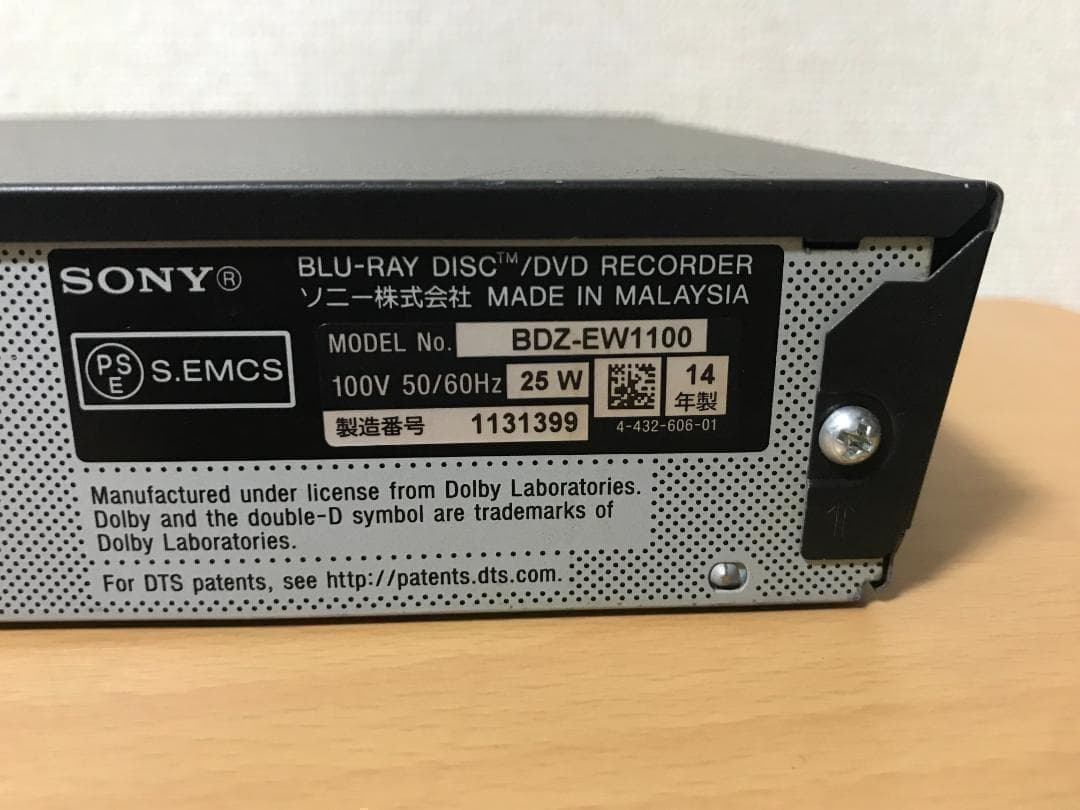 SONY®
BLU-RAY DISC™/DVD RECORDER
ソニー株式会社 MADE IN MALAYSIA
PSE S.EMCS
MODEL No. BDZ-EW1100
100V 50/60Hz 25 W
14年製
製造番号 1131399
4-432-606-01
Manufactured under license from Dolby Laboratories.
Dolby and the double-D symbol are trademarks of
Dolby Laboratories.
For DTS patents, see http://patents.dts.com.